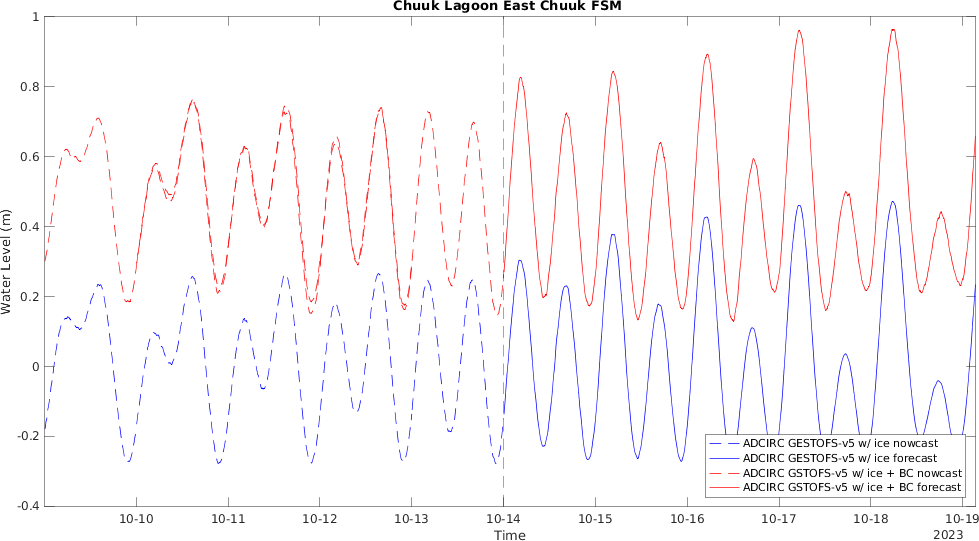 Chuuk Lagoon East Chuuk FSM
Water Level (m)
1
0.8
0.6
0.4
0.2
0
-0.2
-0.4
ADCIRC GESTOFS-v5 w/ ice nowcast
ADCIRC GESTOFS-v5 w/ ice forecast
ADCIRC GSTOFS-v5 w/ ice + BC nowcast
ADCIRC GSTOFS-v5 w/ ice + BC forecast
10-10 10-11 10-12 10-13 10-14 10-15 10-16 10-17 10-18 10-19
Time
2023